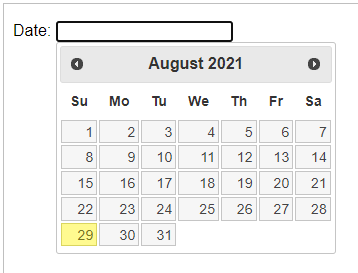 Date:
August 2021
Su Mo Tu We Th Fr Sa
1 2 3 4 5 6 7
8 9 10 11 12 13 14
15 16 17 18 19 20 21
22 23 24 25 26 27 28
29 30 31